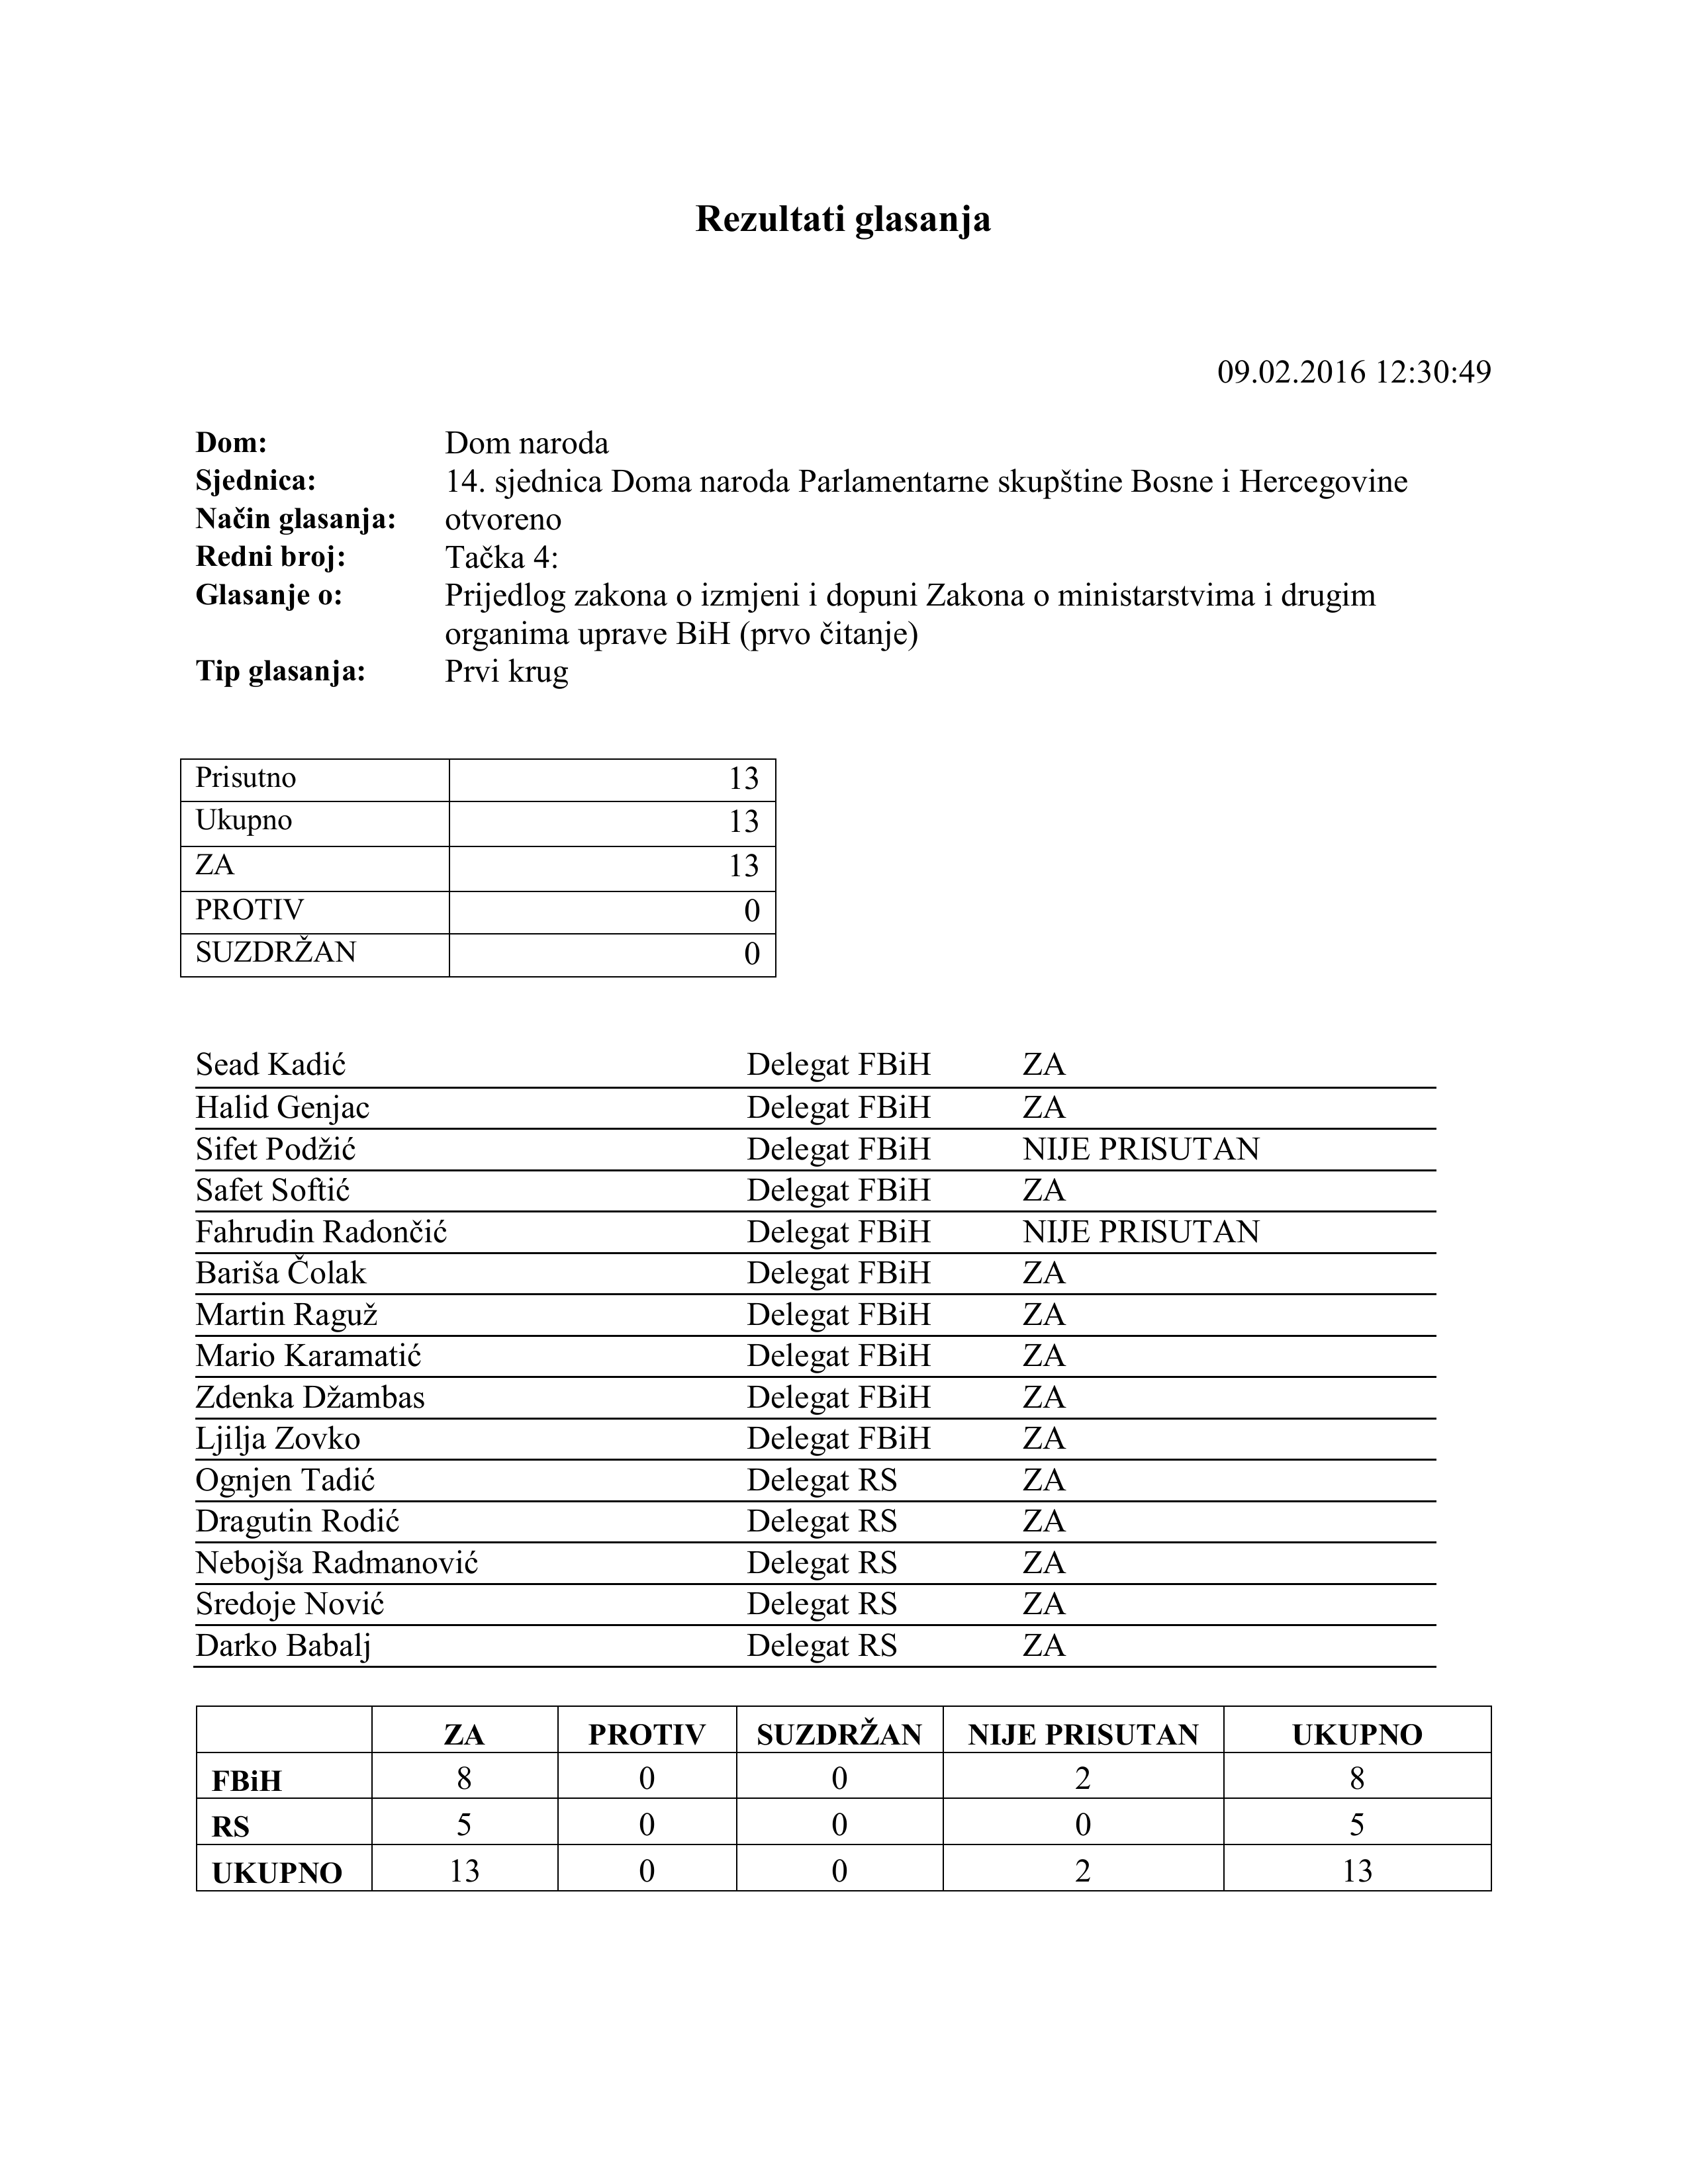 Rezultati glasanja
09.02.2016 12:30:49
Dom: Dom naroda
Sjednica: 14. sjednica Doma naroda Parlamentarne skupštine Bosne i Hercegovine
Način glasanja: otvoreno
Redni broj: Tačka 4:
Glasanje o: Prijedlog zakona o izmjeni i dopuni Zakona o ministarstvima i drugim
organima uprave BiH (prvo čitanje)
Tip glasanja: Prvi krug
Prisutno 13
Ukupno 13
ZA 13
PROTIV 0
SUZDRŽAN 0
Sead Kadić Delegat FBiH ZA
Halid Genjac Delegat FBiH ZA
Sifet Podžić Delegat FBiH NIJE PRISUTAN
Safet Softić Delegat FBiH ZA
Fahrudin Radončić Delegat FBiH NIJE PRISUTAN
Bariša Čolak Delegat FBiH ZA
Martin Raguž Delegat FBiH ZA
Mario Karamatić Delegat FBiH ZA
Zdenka Džambas Delegat FBiH ZA
Ljilja Zovko Delegat FBiH ZA
Ognjen Tadić Delegat RS ZA
Dragutin Rodić Delegat RS ZA
Nebojša Radmanović Delegat RS ZA
Sredoje Nović Delegat RS ZA
Darko Babalj Delegat RS ZA
ZA PROTIV SUZDRŽAN NIJE PRISUTAN UKUPNO
FBiH 8 0 0 2 8
RS 5 0 0 0 5
UKUPNO 13 0 0 2 13